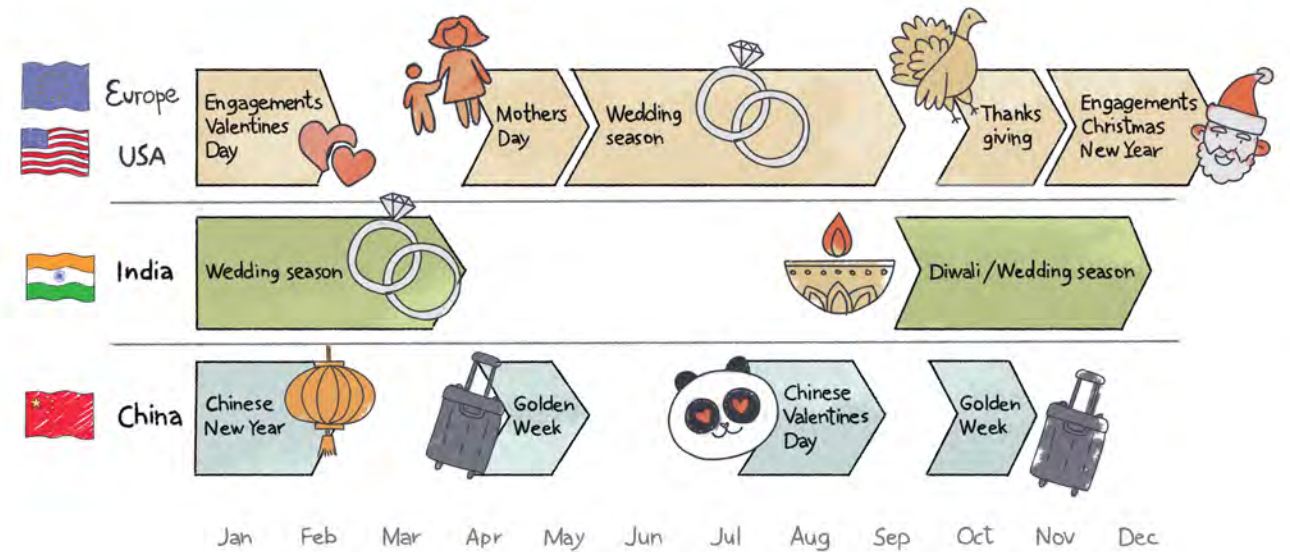 Europe
USA
Engagements
Valentines
Day
Mothers
Day
Wedding
season
Thanks
giving
Engagements
Christmas
New Year
India
Wedding season
Diwali/Wedding season
China
Chinese
New Year
Golden
Week
Chinese
Valentines
Day
Golden
Week
Jan Feb Mar Apr May Jun Jul Aug Sep Oct Nov Dec